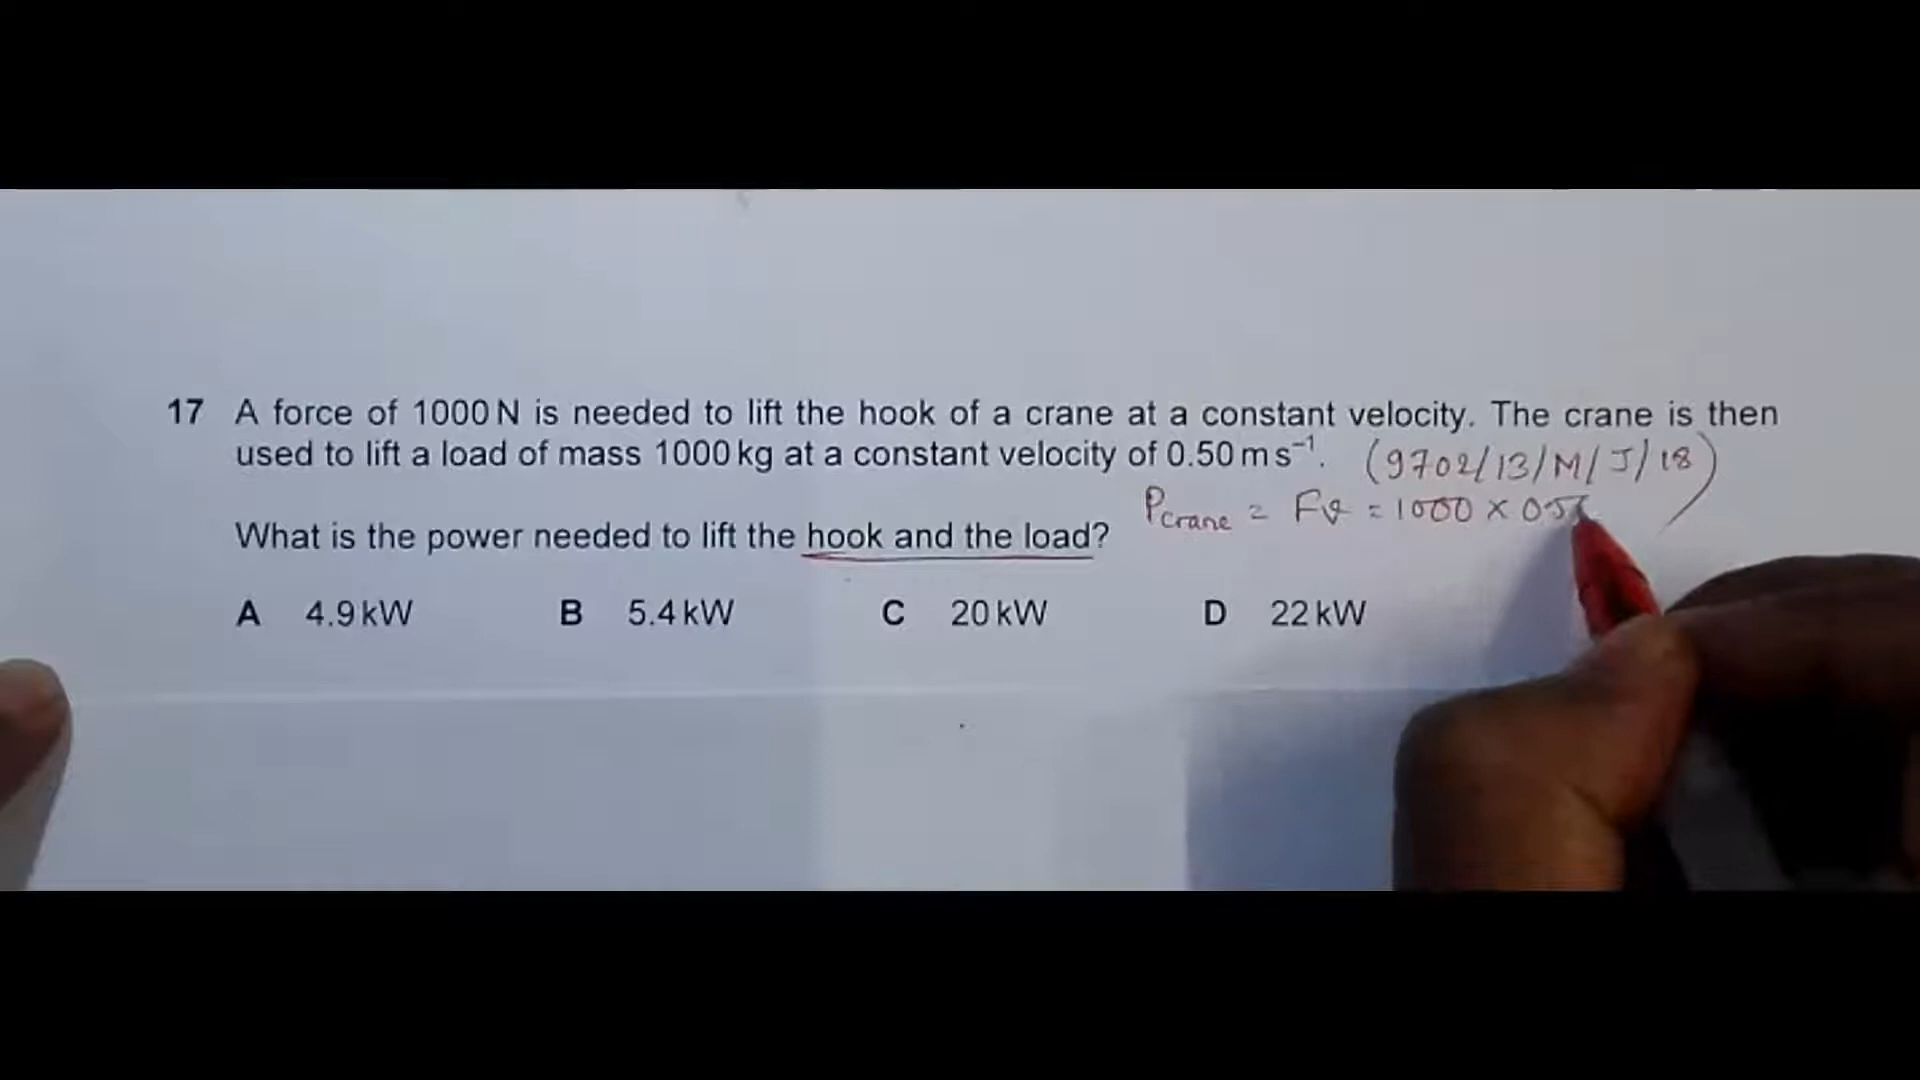 17 A force of 1000 N is needed to lift the hook of a crane at a constant velocity. The crane is then
used to lift a load of mass 1000 kg at a constant velocity of 0.50 m s⁻¹. (9702/13/M/J/18)
P crane = Fv = 1000 × 0.5
What is the power needed to lift the hook and the load?
A 4.9 kW B 5.4 kW C 20 kW D 22 kW